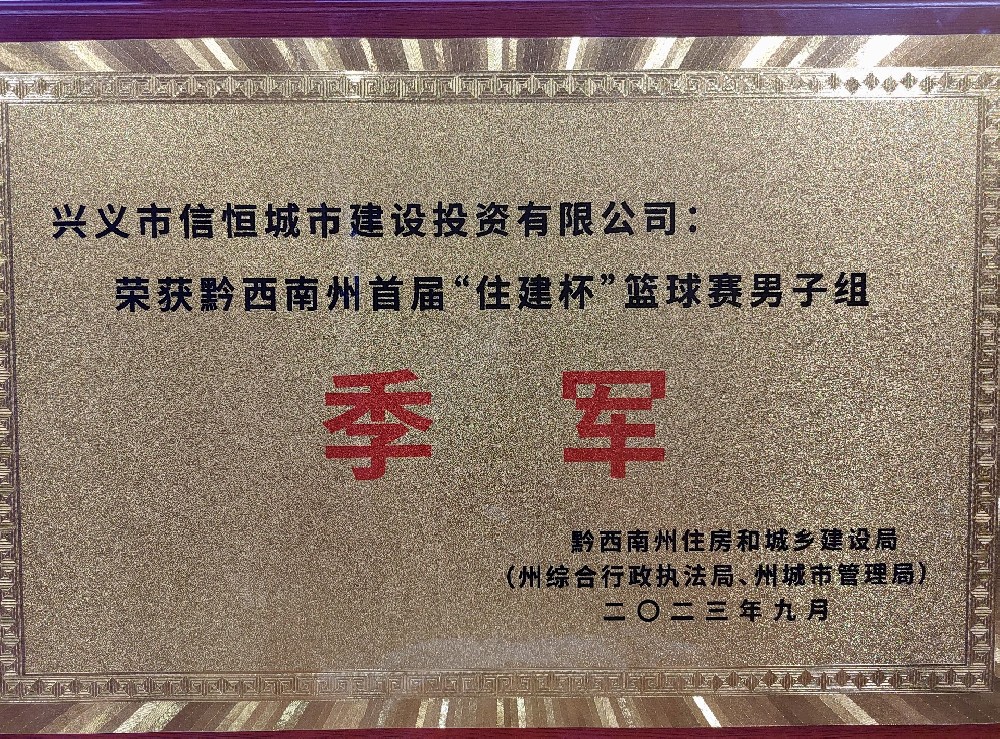 兴义市信恒城市建设投资有限公司：
荣获黔西南州首届“住建杯”篮球赛男子组
季军
黔西南州住房和城乡建设局
（州综合行政执法局、州城市管理局）
二〇二三年九月